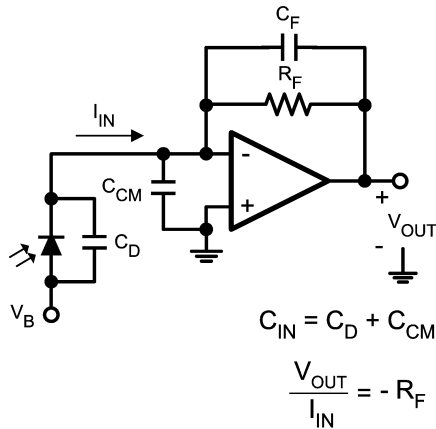 C_F
R_F
I_IN
-
C_CM
+
C_D
+
V_OUT
-
V_B
C_IN = C_D + C_CM
V_OUT
I_IN
= - R_F